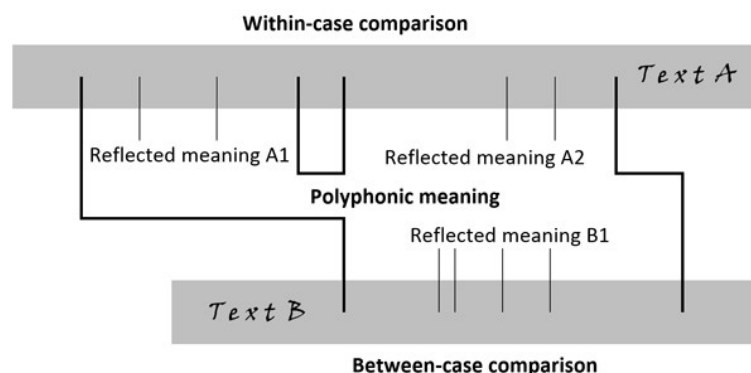 Within-case comparison
Text A
Reflected meaning A1
Reflected meaning A2
Polyphonic meaning
Reflected meaning B1
Text B
Between-case comparison